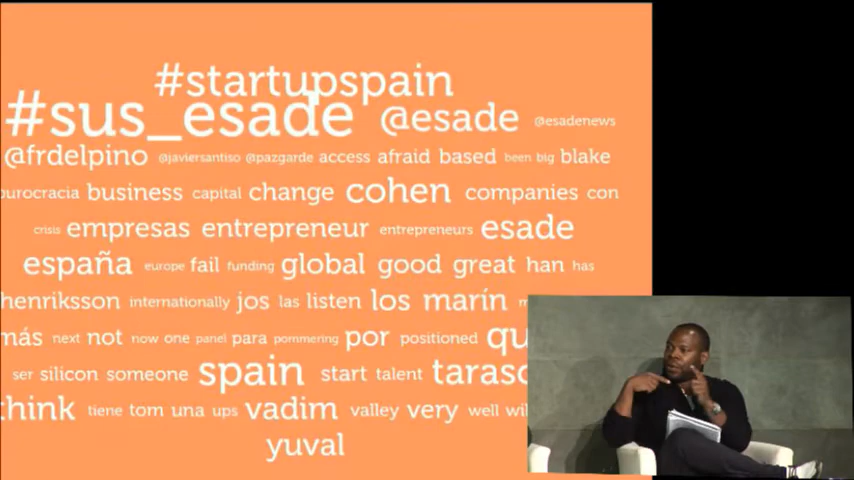 #startupspain
#sus_esade @esade @esadenews
@frdelpino @javiersantiso @pazgarde access afraid based been big blake
burocracia business capital change cohen companies con
crisis empresas entrepreneur entrepreneurs esade
españa europe fail funding global good great han has
henriksson internationally jos las listen los marín
más next not now one panel para pommering por positioned
ser silicon someone spain start talent
think tiene tom una ups vadim valley very well
yuval